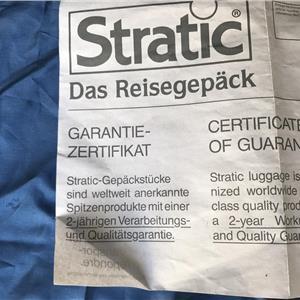 Stratic®
Das Reisegepäck
GARANTIE-
ZERTIFIKAT
Stratic-Gepäckstücke
sind weltweit anerkannte
Spitzenprodukte mit einer
2-jährigen Verarbeitungs-
und Qualitätsgarantie.
CERTIFICATE
OF GUARAN
Stratic luggage is
nized worldwide
class quality prod
a 2-year Work
and Quality Gua